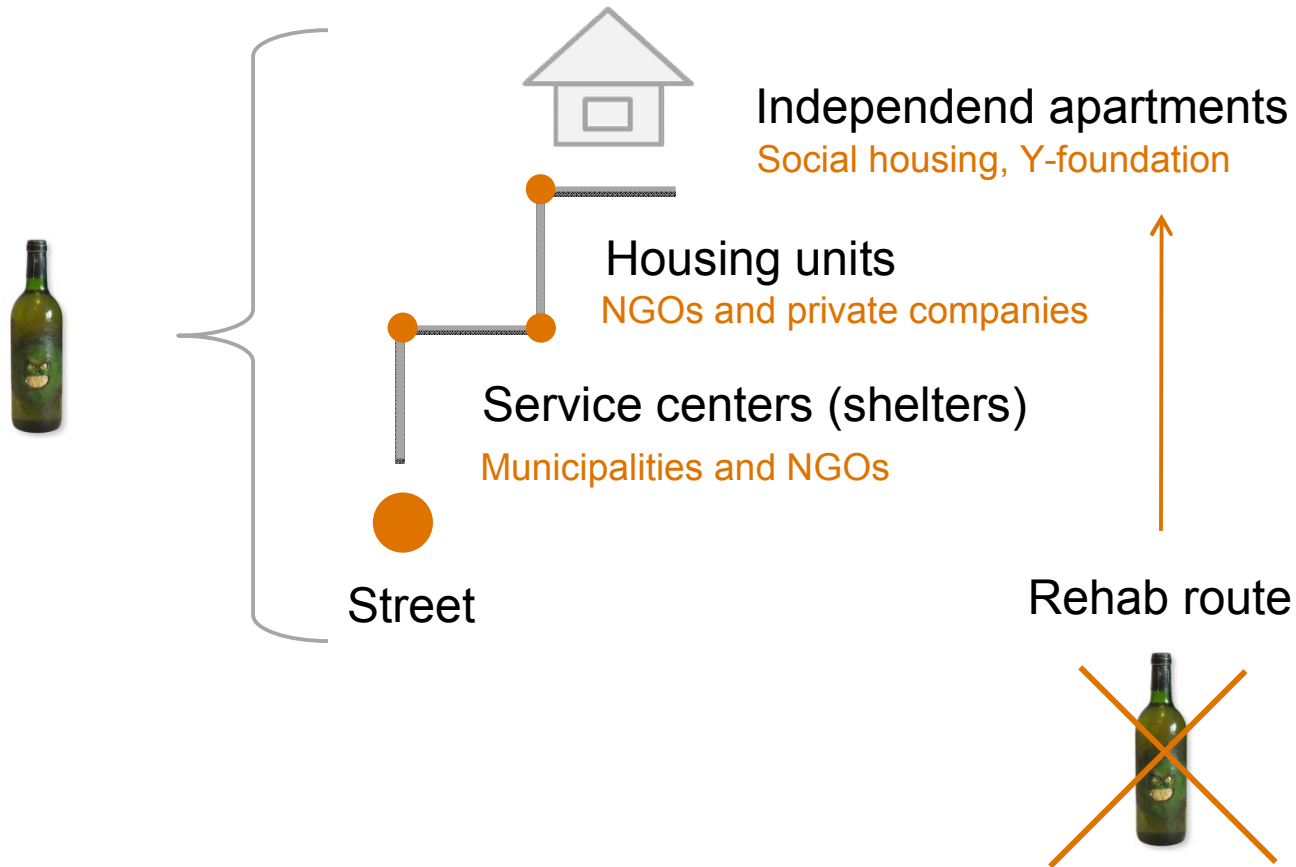 Independend apartments
Social housing, Y-foundation
Housing units
NGOs and private companies
Service centers (shelters)
Municipalities and NGOs
Street
Rehab route